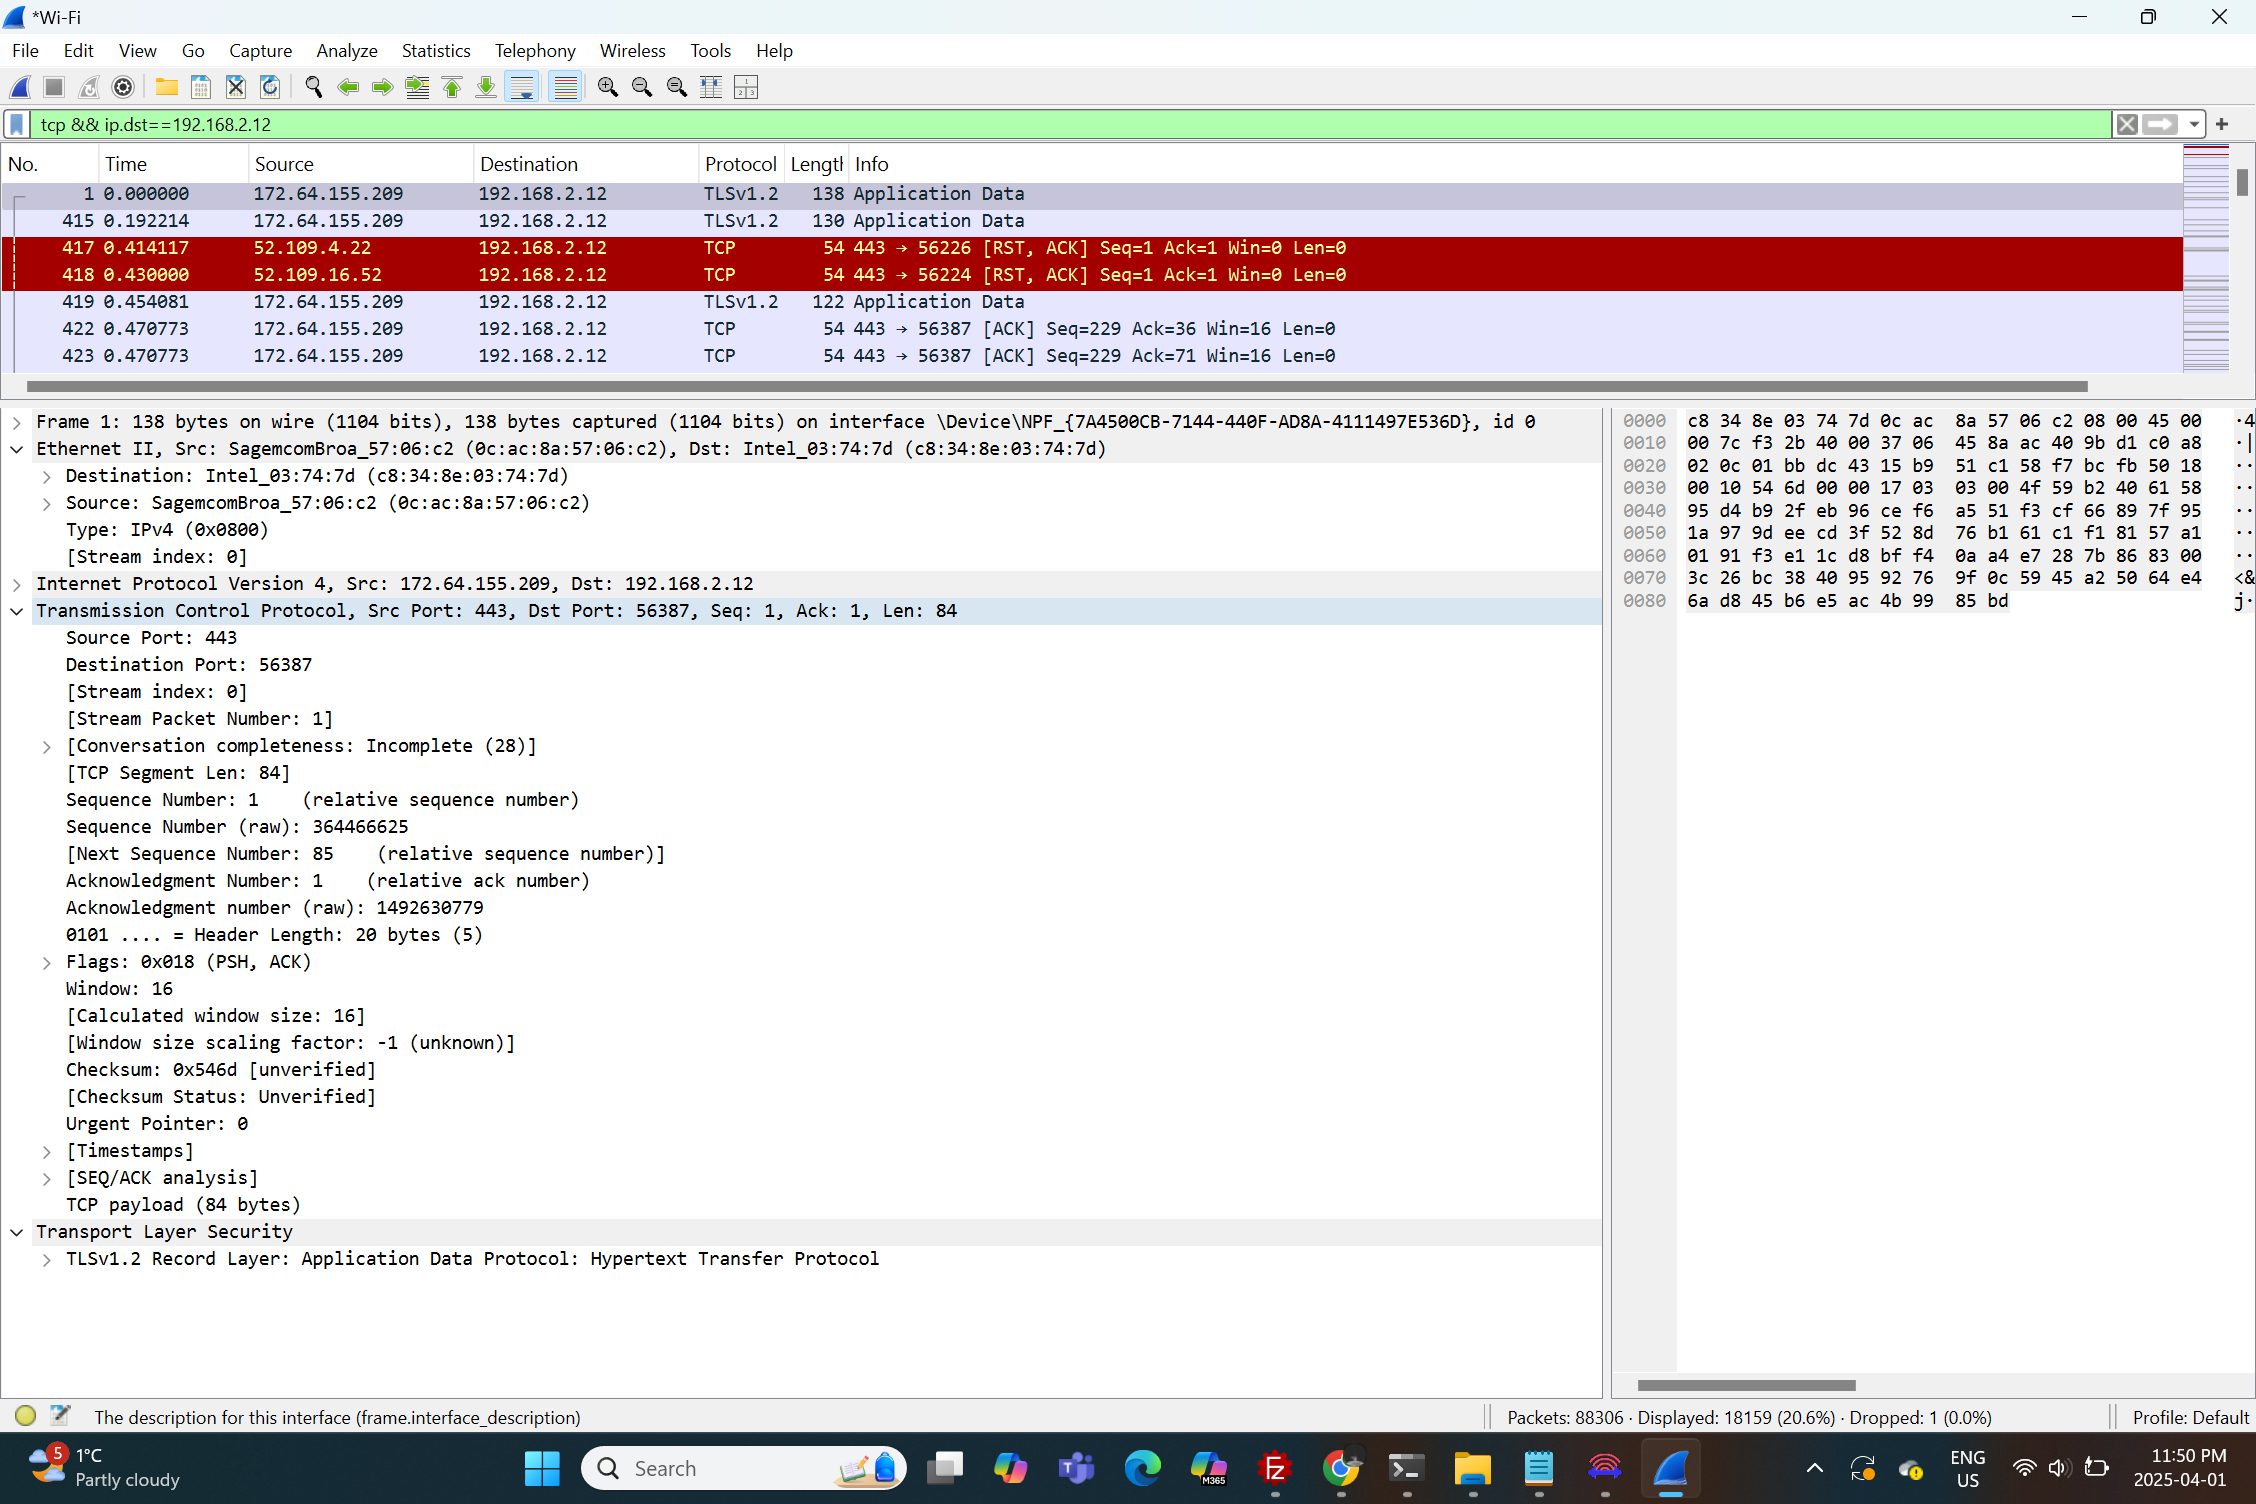 *Wi-Fi
File Edit View Go Capture Analyze Statistics Telephony Wireless Tools Help
tcp && ip.dst==192.168.2.12
No. Time Source Destination Protocol Length Info
1 0.000000 172.64.155.209 192.168.2.12 TLSv1.2 138 Application Data
415 0.192214 172.64.155.209 192.168.2.12 TLSv1.2 130 Application Data
417 0.414117 52.109.4.22 192.168.2.12 TCP 54 443 → 56226 [RST, ACK] Seq=1 Ack=1 Win=0 Len=0
418 0.430000 52.109.16.52 192.168.2.12 TCP 54 443 → 56224 [RST, ACK] Seq=1 Ack=1 Win=0 Len=0
419 0.454081 172.64.155.209 192.168.2.12 TLSv1.2 122 Application Data
422 0.470773 172.64.155.209 192.168.2.12 TCP 54 443 → 56387 [ACK] Seq=229 Ack=36 Win=16 Len=0
423 0.470773 172.64.155.209 192.168.2.12 TCP 54 443 → 56387 [ACK] Seq=229 Ack=71 Win=16 Len=0
Frame 1: 138 bytes on wire (1104 bits), 138 bytes captured (1104 bits) on interface \Device\NPF_{7A4500CB-7144-440F-AD8A-4111497E536D}, id 0
Ethernet II, Src: SagemcomBroa_57:06:c2 (0c:ac:8a:57:06:c2), Dst: Intel_03:74:7d (c8:34:8e:03:74:7d)
Destination: Intel_03:74:7d (c8:34:8e:03:74:7d)
Source: SagemcomBroa_57:06:c2 (0c:ac:8a:57:06:c2)
Type: IPv4 (0x0800)
[Stream index: 0]
Internet Protocol Version 4, Src: 172.64.155.209, Dst: 192.168.2.12
Transmission Control Protocol, Src Port: 443, Dst Port: 56387, Seq: 1, Ack: 1, Len: 84
Source Port: 443
Destination Port: 56387
[Stream index: 0]
[Stream Packet Number: 1]
[Conversation completeness: Incomplete (28)]
[TCP Segment Len: 84]
Sequence Number: 1 (relative sequence number)
Sequence Number (raw): 364466625
[Next Sequence Number: 85 (relative sequence number)]
Acknowledgment Number: 1 (relative ack number)
Acknowledgment number (raw): 1492630779
0101 .... = Header Length: 20 bytes (5)
Flags: 0x018 (PSH, ACK)
Window: 16
[Calculated window size: 16]
[Window size scaling factor: -1 (unknown)]
Checksum: 0x546d [unverified]
[Checksum Status: Unverified]
Urgent Pointer: 0
[Timestamps]
[SEQ/ACK analysis]
TCP payload (84 bytes)
Transport Layer Security
TLSv1.2 Record Layer: Application Data Protocol: Hypertext Transfer Protocol
0000 c8 34 8e 03 74 7d 0c ac 8a 57 06 c2 08 00 45 00 ·4
0010 00 7c f3 2b 40 00 37 06 45 8a ac 40 9b d1 c0 a8 ·|
0020 02 0c 01 bb dc 43 15 b9 51 c1 58 f7 bc fb 50 18 ··
0030 00 10 54 6d 00 00 17 03 03 00 4f 59 b2 40 61 58 ··
0040 95 d4 b9 2f eb 96 ce f6 a5 51 f3 cf 66 89 7f 95 ··
0050 1a 97 9d ee cd 3f 52 8d 76 b1 61 c1 f1 81 57 a1 ··
0060 01 91 f3 e1 1c d8 bf f4 0a a4 e7 28 7b 86 83 00 ··
0070 3c 26 bc 38 40 95 92 76 9f 0c 59 45 a2 50 64 e4 <&
0080 6a d8 45 b6 e5 ac 4b 99 85 bd j·
The description for this interface (frame.interface_description)
Packets: 88306 · Displayed: 18159 (20.6%) · Dropped: 1 (0.0%)
Profile: Default
5
1°C
Partly cloudy
Search
M365
Fz
ENG
US
11:50 PM
2025-04-01